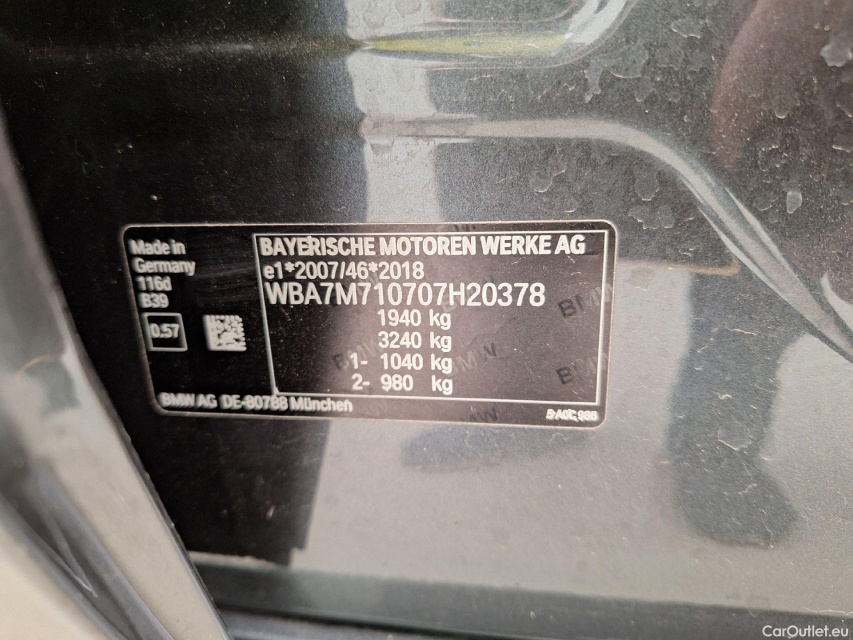 Made in
Germany
116d
B39
0.57
BAYERISCHE MOTOREN WERKE AG
e1*2007/46*2018
WBA7M710707H20378
1940 kg
3240 kg
1- 1040 kg
2- 980 kg
BMW AG DE-80788 München
CarOutlet.eu